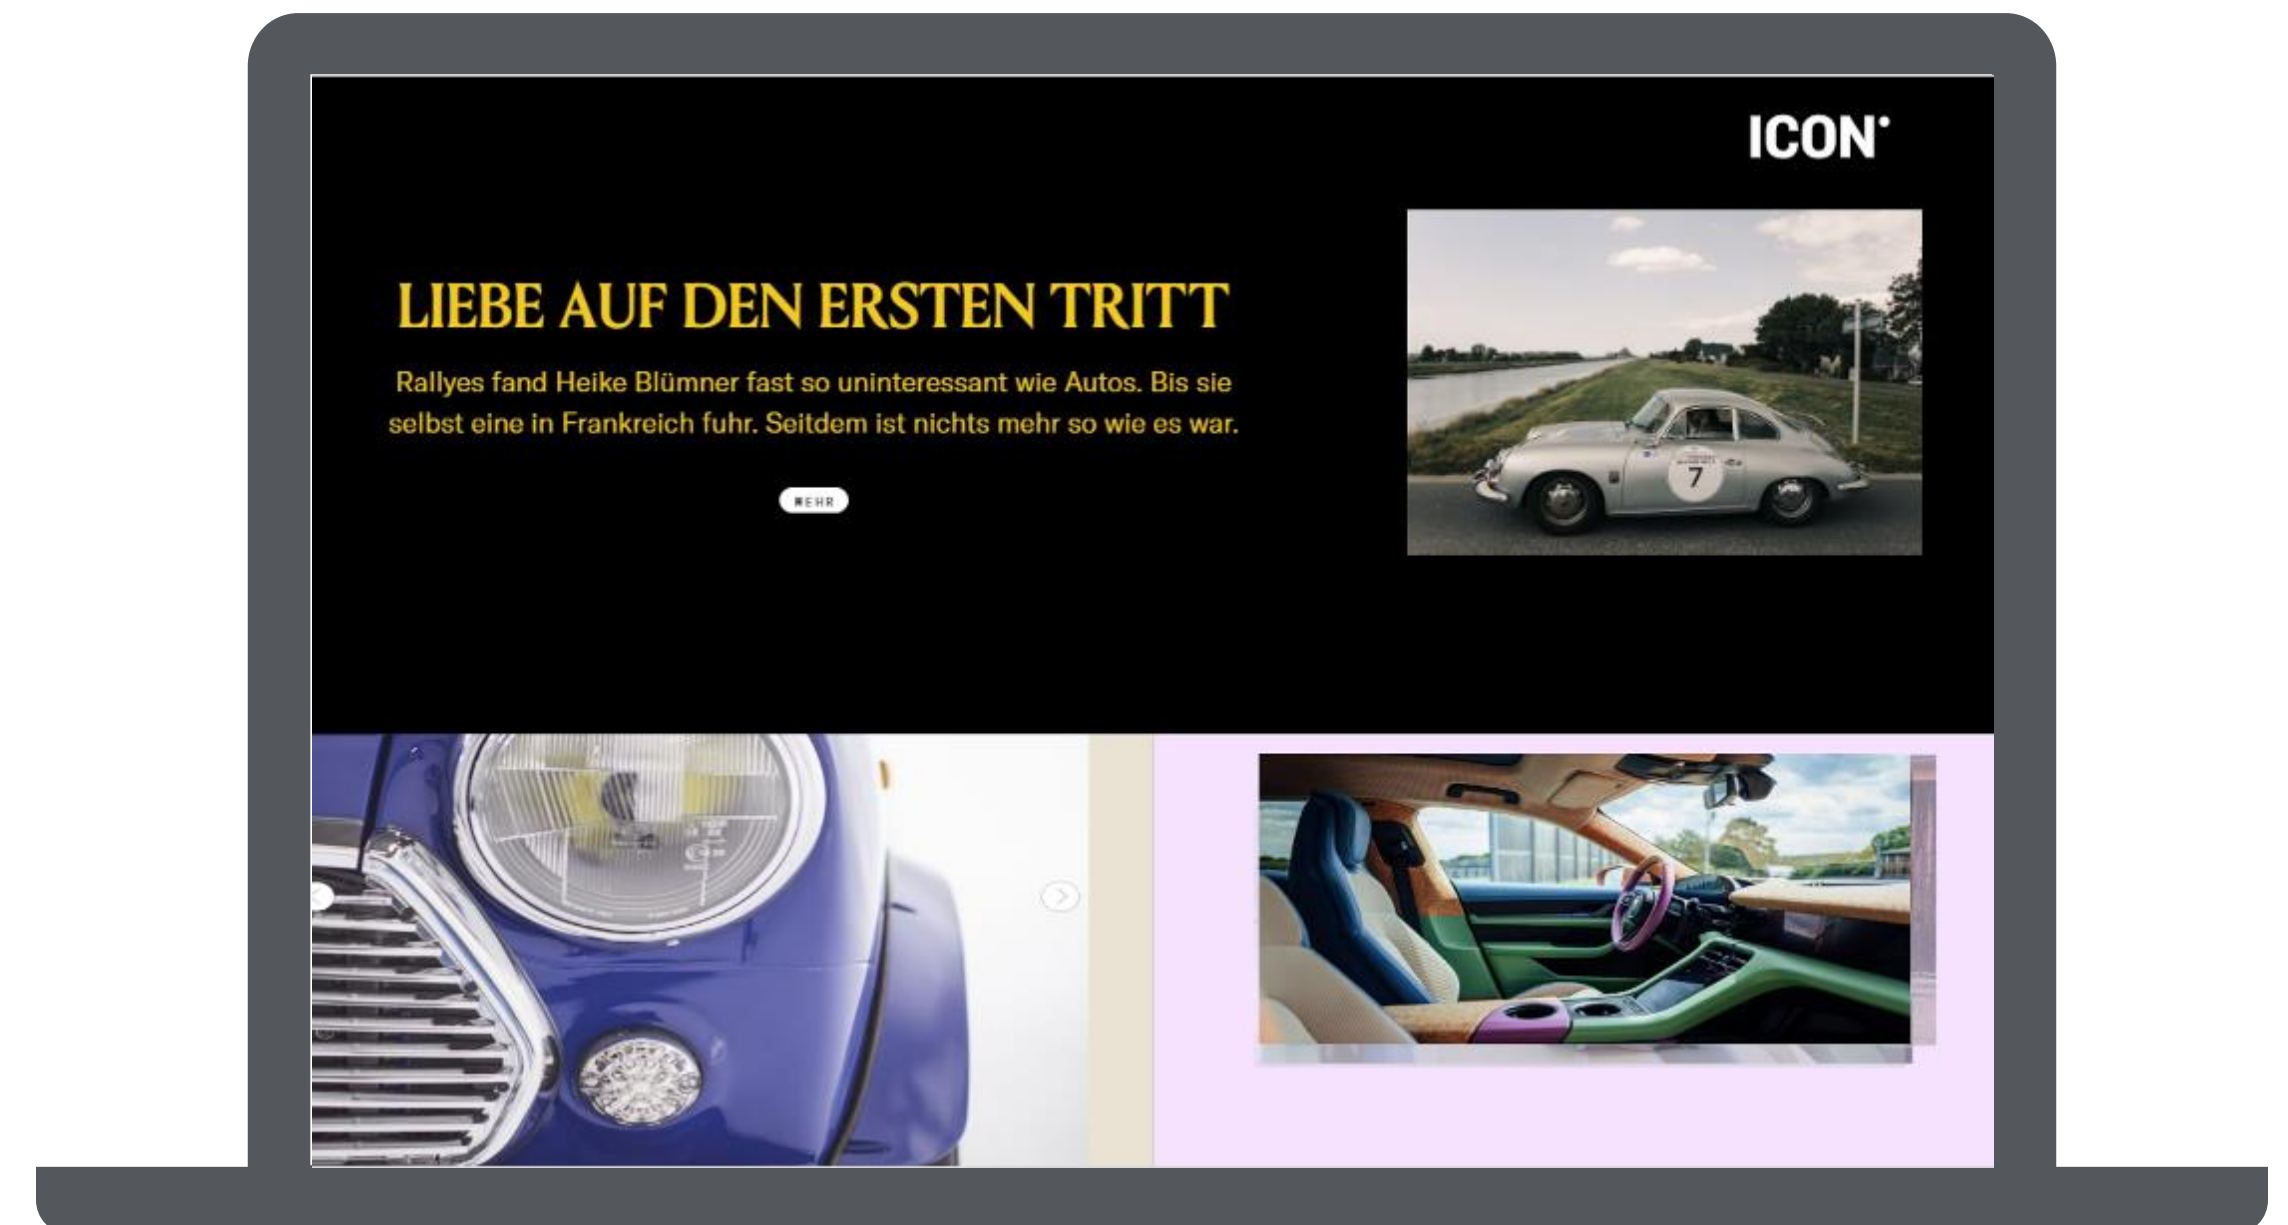 ICON
LIEBE AUF DEN ERSTEN TRITT
Rallyes fand Heike Blümner fast so uninteressant wie Autos. Bis sie
selbst eine in Frankreich fuhr. Seitdem ist nichts mehr so wie es war.
MEHR
7